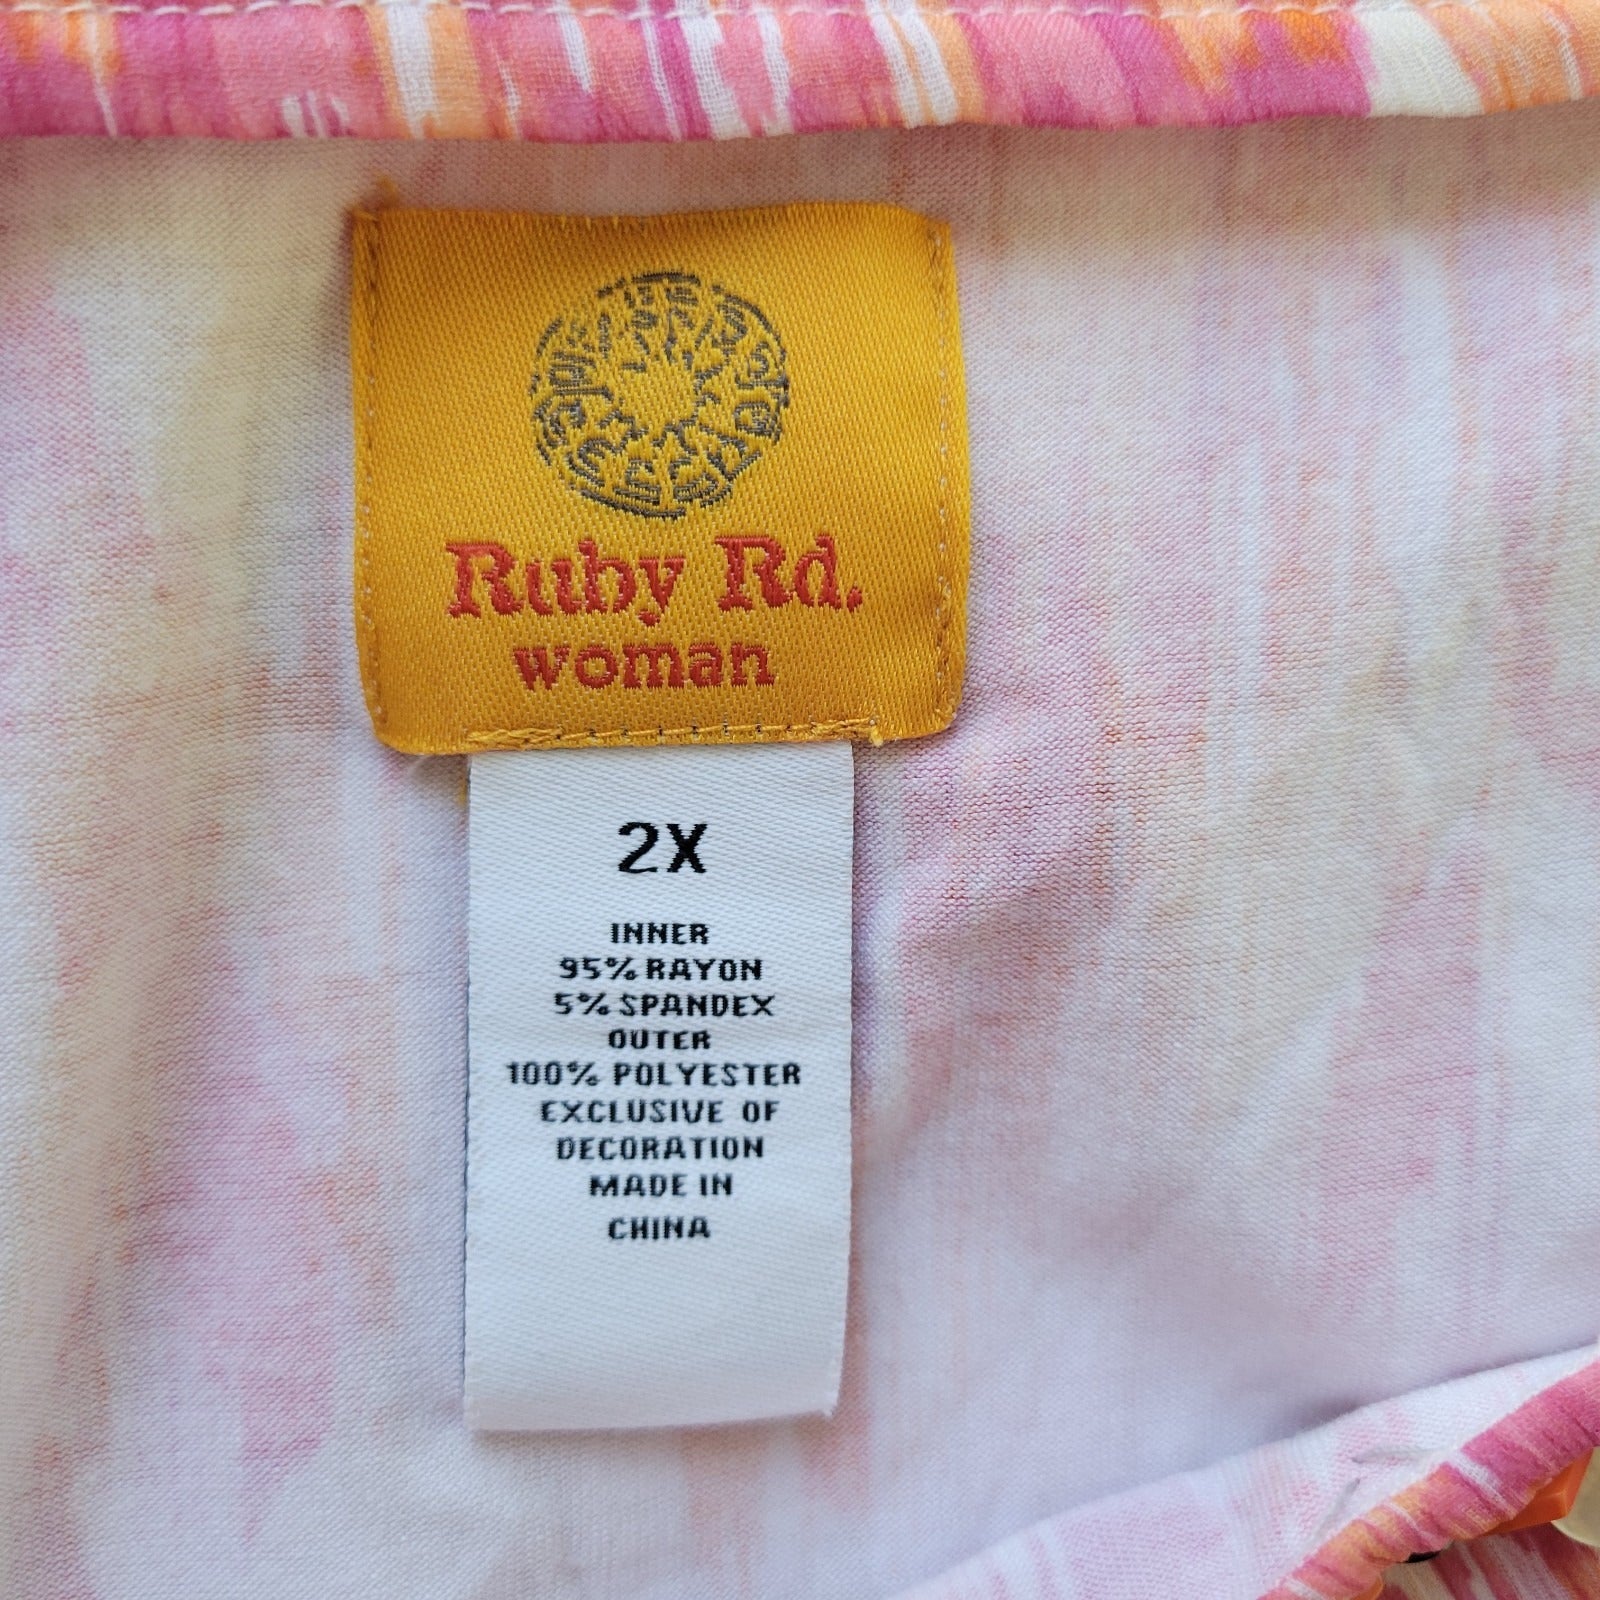 Ruby Rd.
woman
2X
INNER
95% RAYON
5% SPANDEX
OUTER
100% POLYESTER
EXCLUSIVE OF
DECORATION
MADE IN
CHINA